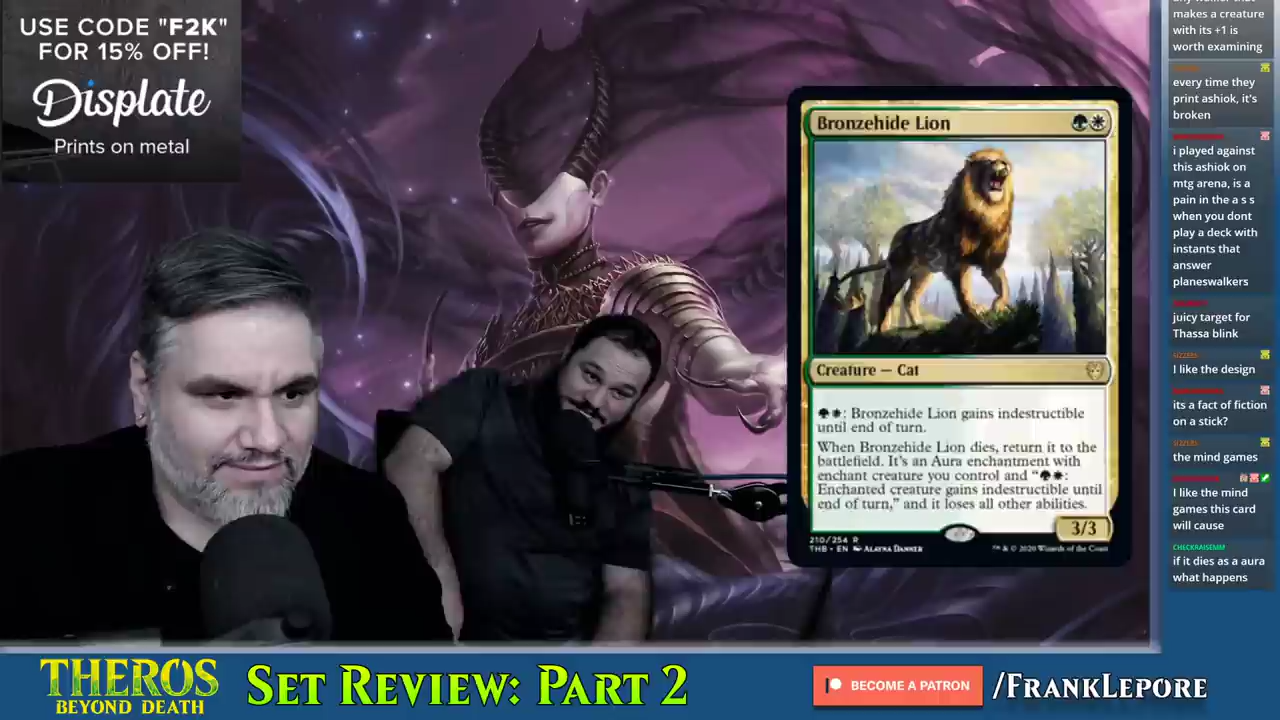 USE CODE "F2K"
FOR 15% OFF!
Displate
Prints on metal
Bronzehide Lion
Creature — Cat
: Bronzehide Lion gains indestructible
until end of turn.
When Bronzehide Lion dies, return it to the
battlefield. It's an Aura enchantment with
enchant creature you control and "
:
Enchanted creature gains indestructible until
end of turn," and it loses all other abilities.
3/3
210/254 R
THB • EN Alayna Danner
™ & © 2020 Wizards of the Coast
makes a creature
with its +1 is
worth examining
every time they
print ashiok, it's
broken
i played against
this ashiok on
mtg arena, is a
pain in the a s s
when you dont
play a deck with
instants that
answer
planeswalkers
juicy target for
Thassa blink
I like the design
its a fact of fiction
on a stick?
the mind games
I like the mind
games this card
will cause
CHECKRAISEMM
if it dies as a aura
what happens
THEROS
BEYOND DEATH
Set Review: Part 2
BECOME A PATRON
/FrankLepore